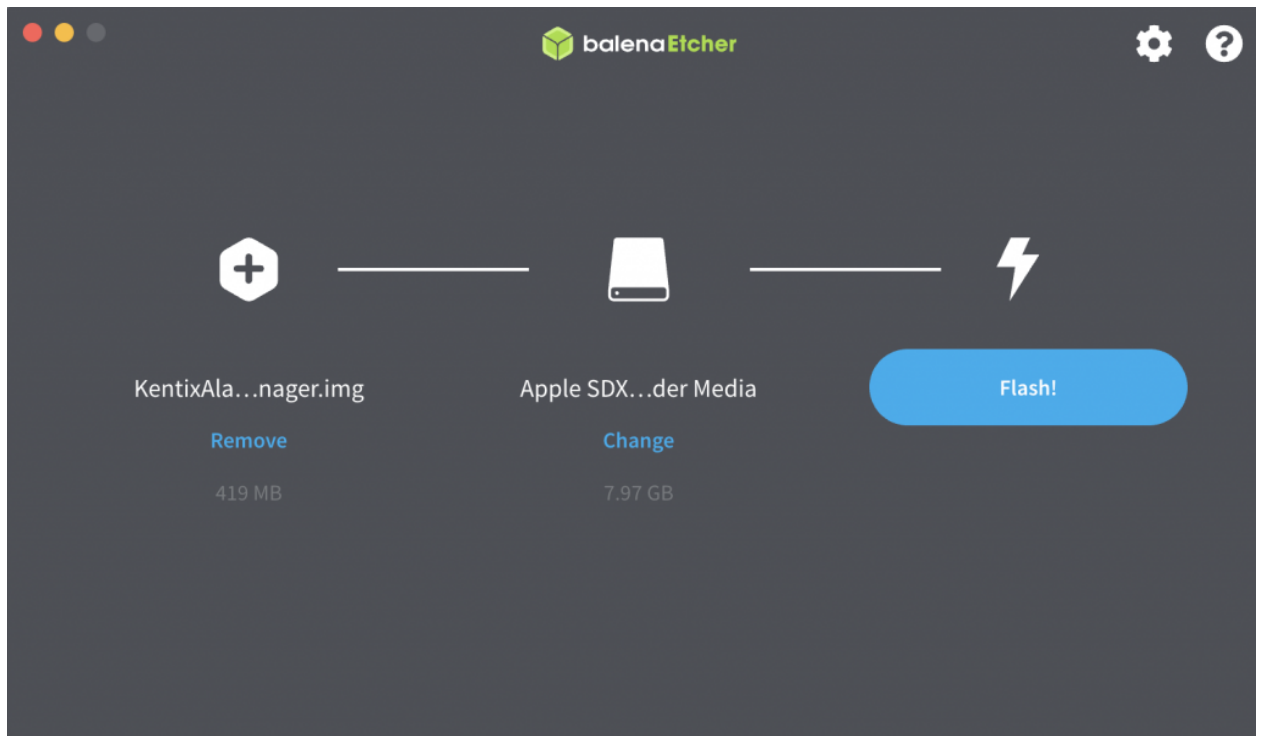 balenaEtcher
KentixAla...nager.img
Apple SDX...der Media
Flash!
Remove
Change
419 MB
7.97 GB